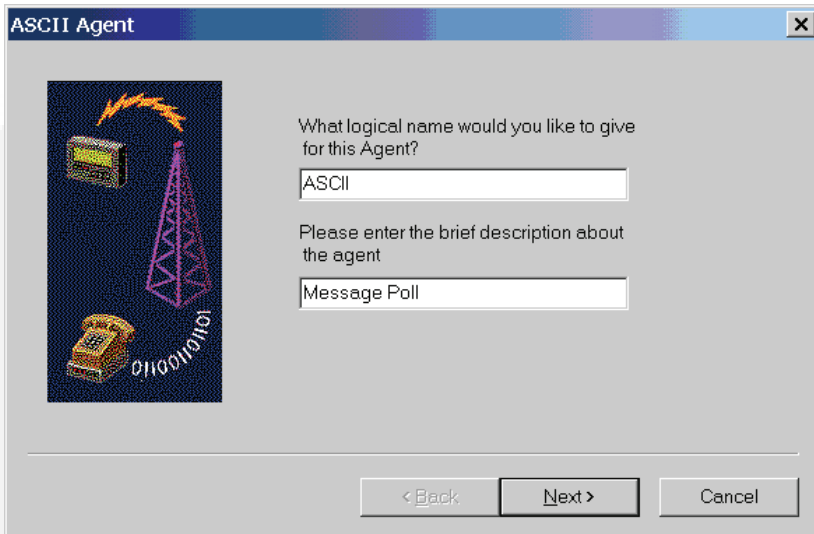 ASCII Agent
What logical name would you like to give
for this Agent?
ASCII
Please enter the brief description about
the agent
Message Poll
< Back
Next >
Cancel